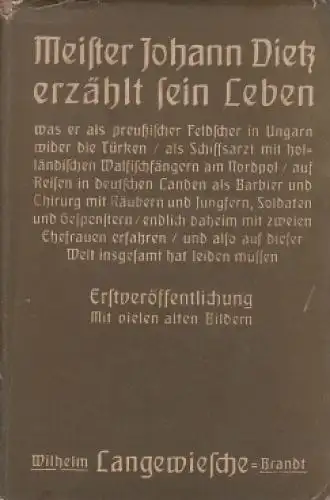 Meister Johann Dietz
erzählt sein Leben
was er als preußischer Feldscher in Ungarn
wider die Türken / als Schiffsarzt mit hol-
ländischen Walfischfängern am Nordpol / auf
Reisen in deutschen Landen als Barbier und
Chirurg mit Räubern und Jungfern, Soldaten
und Gespenstern / endlich daheim mit zweien
Ehefrauen erfahren / und also auf dieser
Welt insgesamt hat leiden müssen
Erstveröffentlichung
Mit vielen alten Bildern
Wilhelm Langewiesche=Brandt